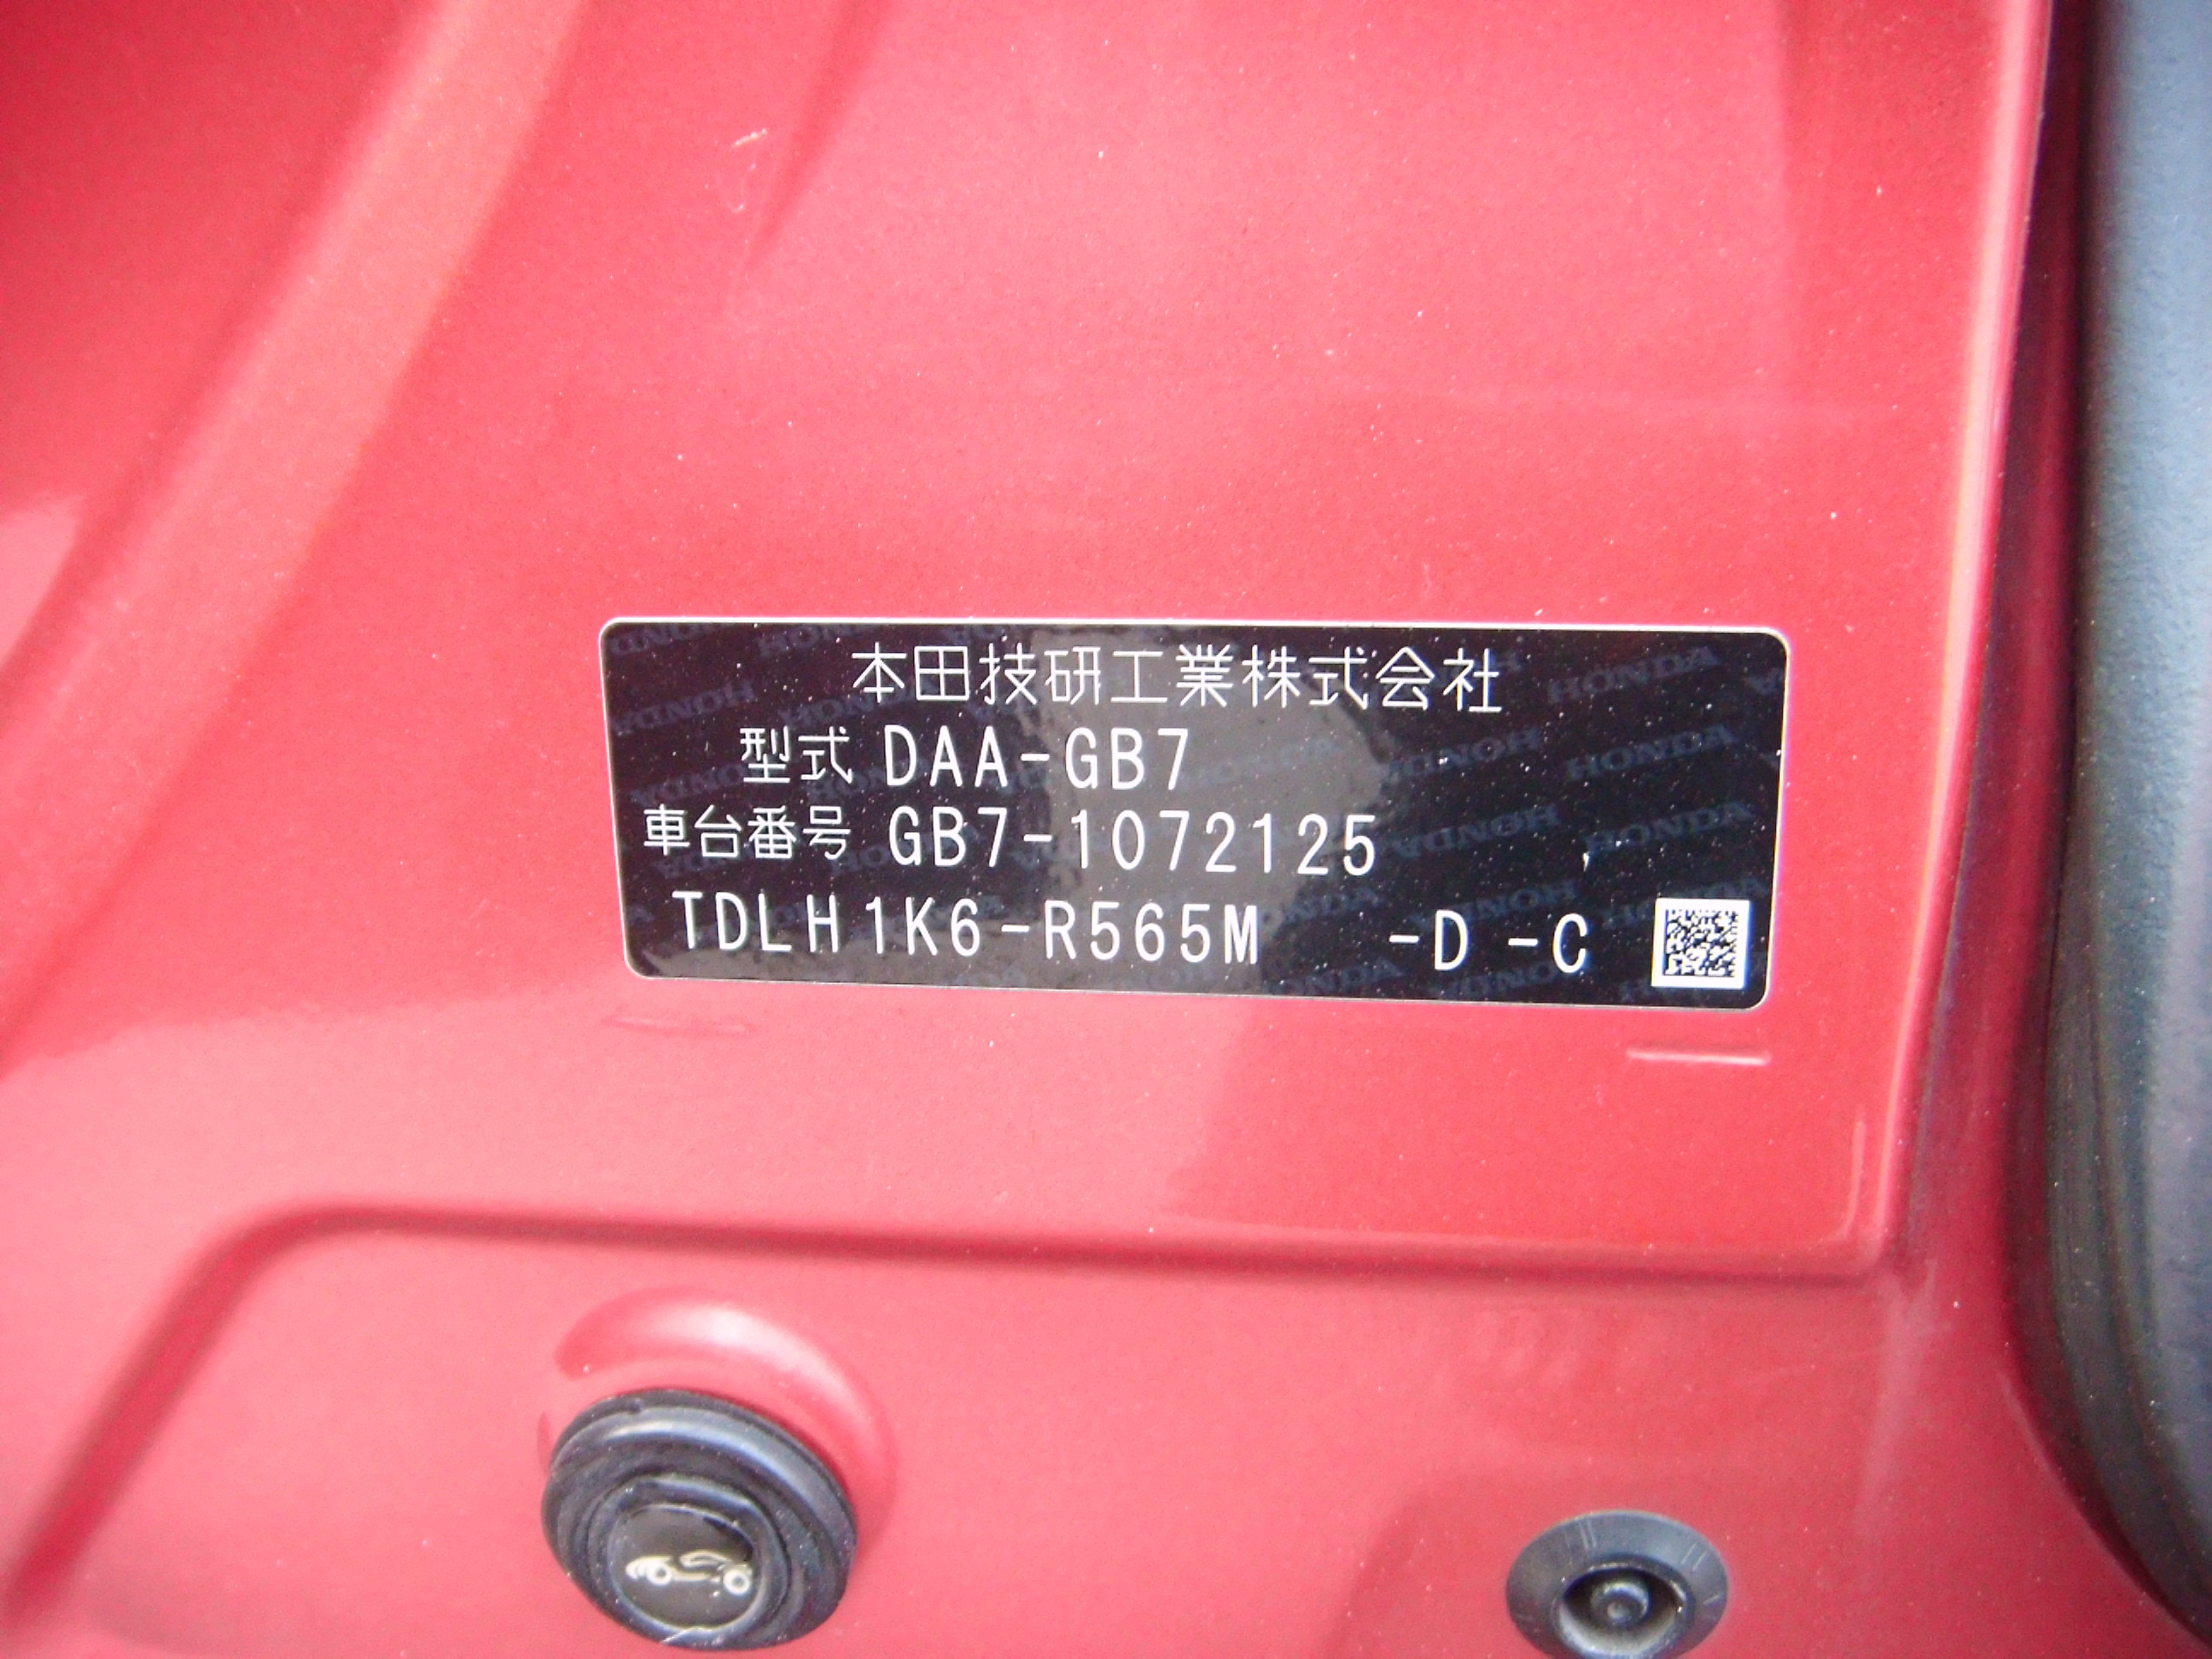 本田技研工業株式会社
型式 DAA-GB7
車台番号 GB7-1072125
TDLH1K6-R565M -D -C